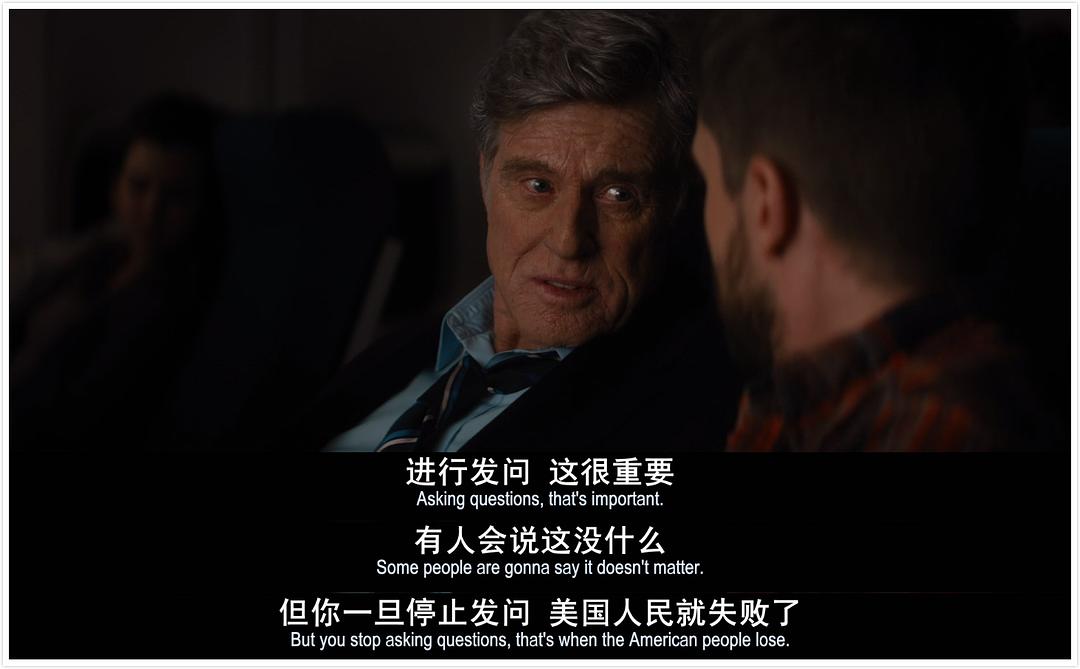 进行发问 这很重要
Asking questions, that's important.
有人会说这没什么
Some people are gonna say it doesn't matter.
但你一旦停止发问 美国人民就失败了
But you stop asking questions, that's when the American people lose.